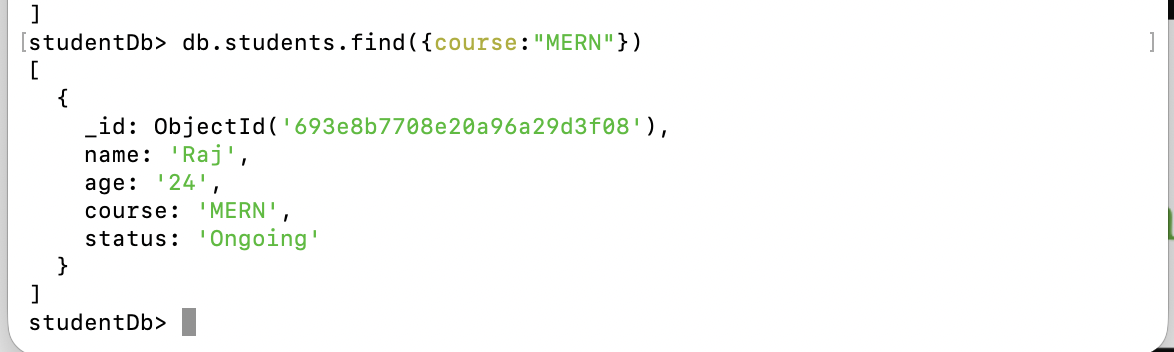 ]
[studentDb> db.students.find({course:"MERN"}) ]
[
  {
    _id: ObjectId('693e8b7708e20a96a29d3f08'),
    name: 'Raj',
    age: '24',
    course: 'MERN',
    status: 'Ongoing'
  }
]
studentDb>